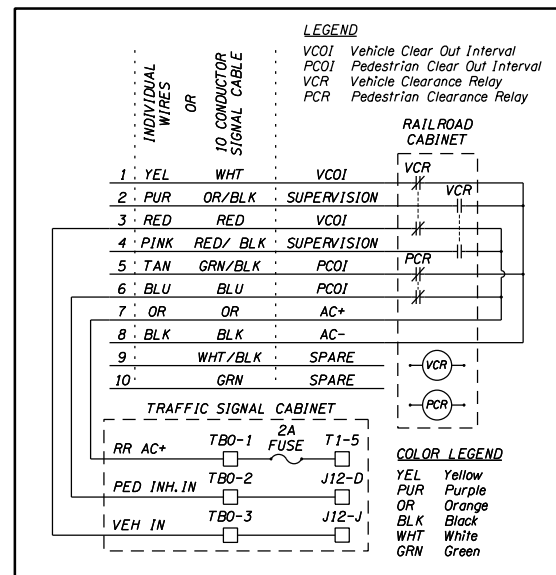 LEGEND
VCOI Vehicle Clear Out Interval
PCOI Pedestrian Clear Out Interval
VCR Vehicle Clearance Relay
PCR Pedestrian Clearance Relay
INDIVIDUAL WIRES
OR
10 CONDUCTOR SIGNAL CABLE
RAILROAD CABINET
VCR
VCR
1 YEL WHT VCOI
2 PUR OR/BLK SUPERVISION
3 RED RED VCOI
4 PINK RED/ BLK SUPERVISION
PCR
5 TAN GRN/BLK PCOI
6 BLU BLU PCOI
7 OR OR AC+
8 BLK BLK AC-
9 WHT/BLK SPARE
10 GRN SPARE
VCR
PCR
TRAFFIC SIGNAL CABINET
RR AC+ TBO-1 2A FUSE T1-5
PED INH.IN TBO-2 J12-D
VEH IN TBO-3 J12-J
COLOR LEGEND
YEL Yellow
PUR Purple
OR Orange
BLK Black
WHT White
GRN Green